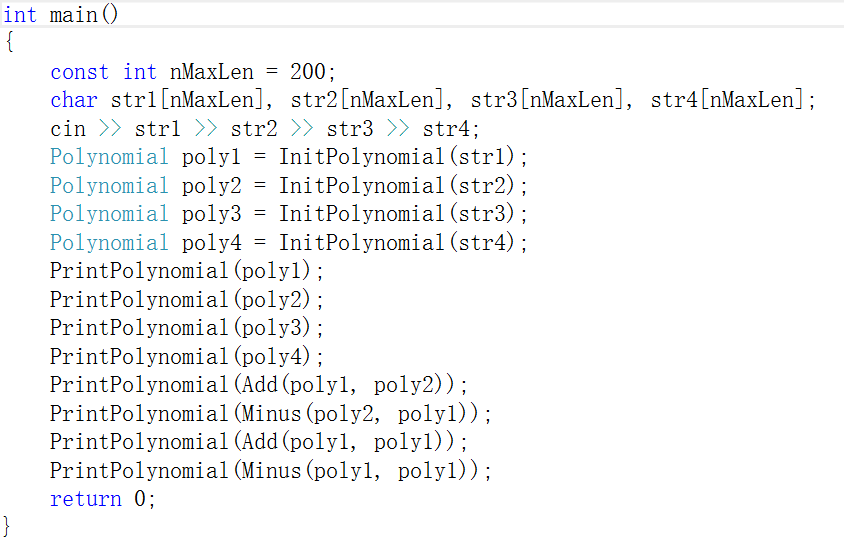 int main()
{
    const int nMaxLen = 200;
    char str1[nMaxLen], str2[nMaxLen], str3[nMaxLen], str4[nMaxLen];
    cin >> str1 >> str2 >> str3 >> str4;
    Polynomial poly1 = InitPolynomial(str1);
    Polynomial poly2 = InitPolynomial(str2);
    Polynomial poly3 = InitPolynomial(str3);
    Polynomial poly4 = InitPolynomial(str4);
    PrintPolynomial(poly1);
    PrintPolynomial(poly2);
    PrintPolynomial(poly3);
    PrintPolynomial(poly4);
    PrintPolynomial(Add(poly1, poly2));
    PrintPolynomial(Minus(poly2, poly1));
    PrintPolynomial(Add(poly1, poly1));
    PrintPolynomial(Minus(poly1, poly1));
    return 0;
}